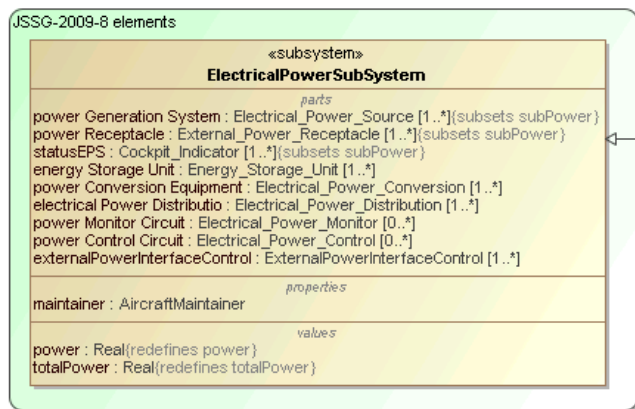 JSSG-2009-8 elements
«subsystem»
ElectricalPowerSubSystem
parts
power Generation System : Electrical_Power_Source [1..*]{subsets subPower}
power Receptacle : External_Power_Receptacle [1..*]{subsets subPower}
statusEPS : Cockpit_Indicator [1..*]{subsets subPower}
energy Storage Unit : Energy_Storage_Unit [1..*]
power Conversion Equipment : Electrical_Power_Conversion [1..*]
electrical Power Distributio : Electrical_Power_Distribution [1..*]
power Monitor Circuit : Electrical_Power_Monitor [0..*]
power Control Circuit : Electrical_Power_Control [0..*]
externalPowerInterfaceControl : ExternalPowerInterfaceControl [1..*]
properties
maintainer : AircraftMaintainer
values
power : Real{redefines power}
totalPower : Real{redefines totalPower}